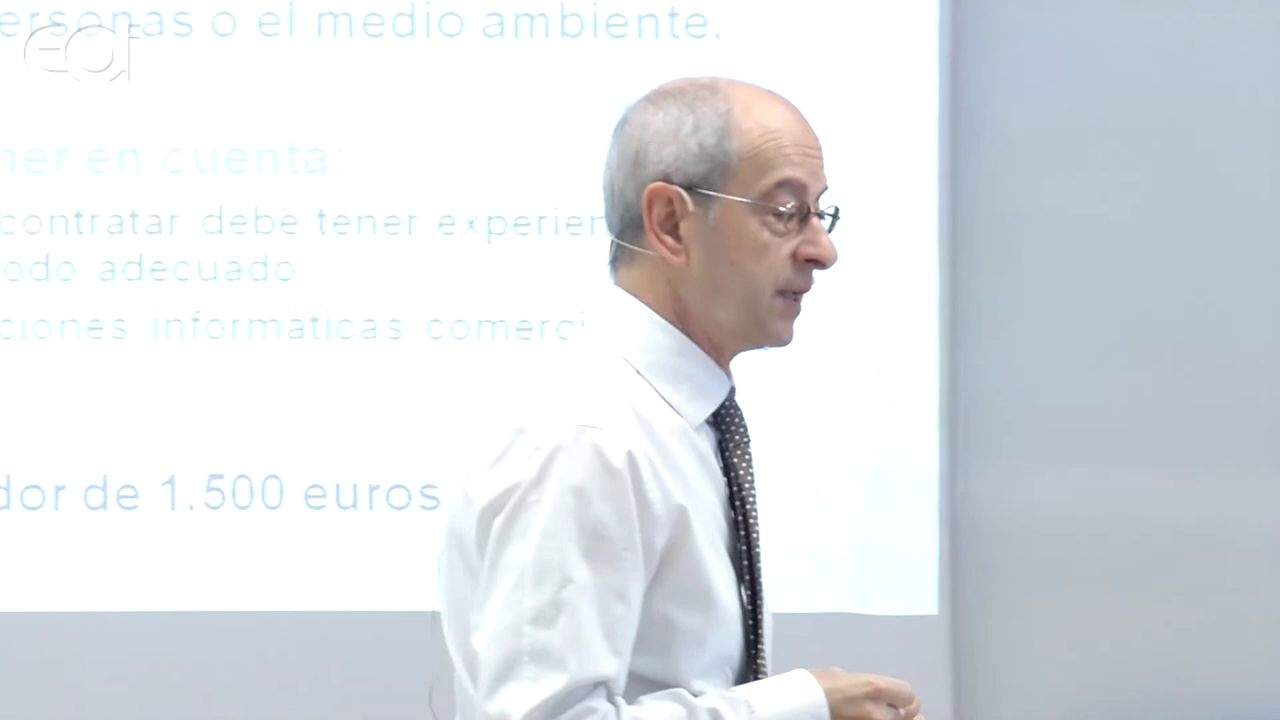 eoi
ersonas o el medio ambiente.
ner en cuenta:
contratar debe tener experien
odo adecuado
ciones informaticas comerci
dor de 1.500 euros